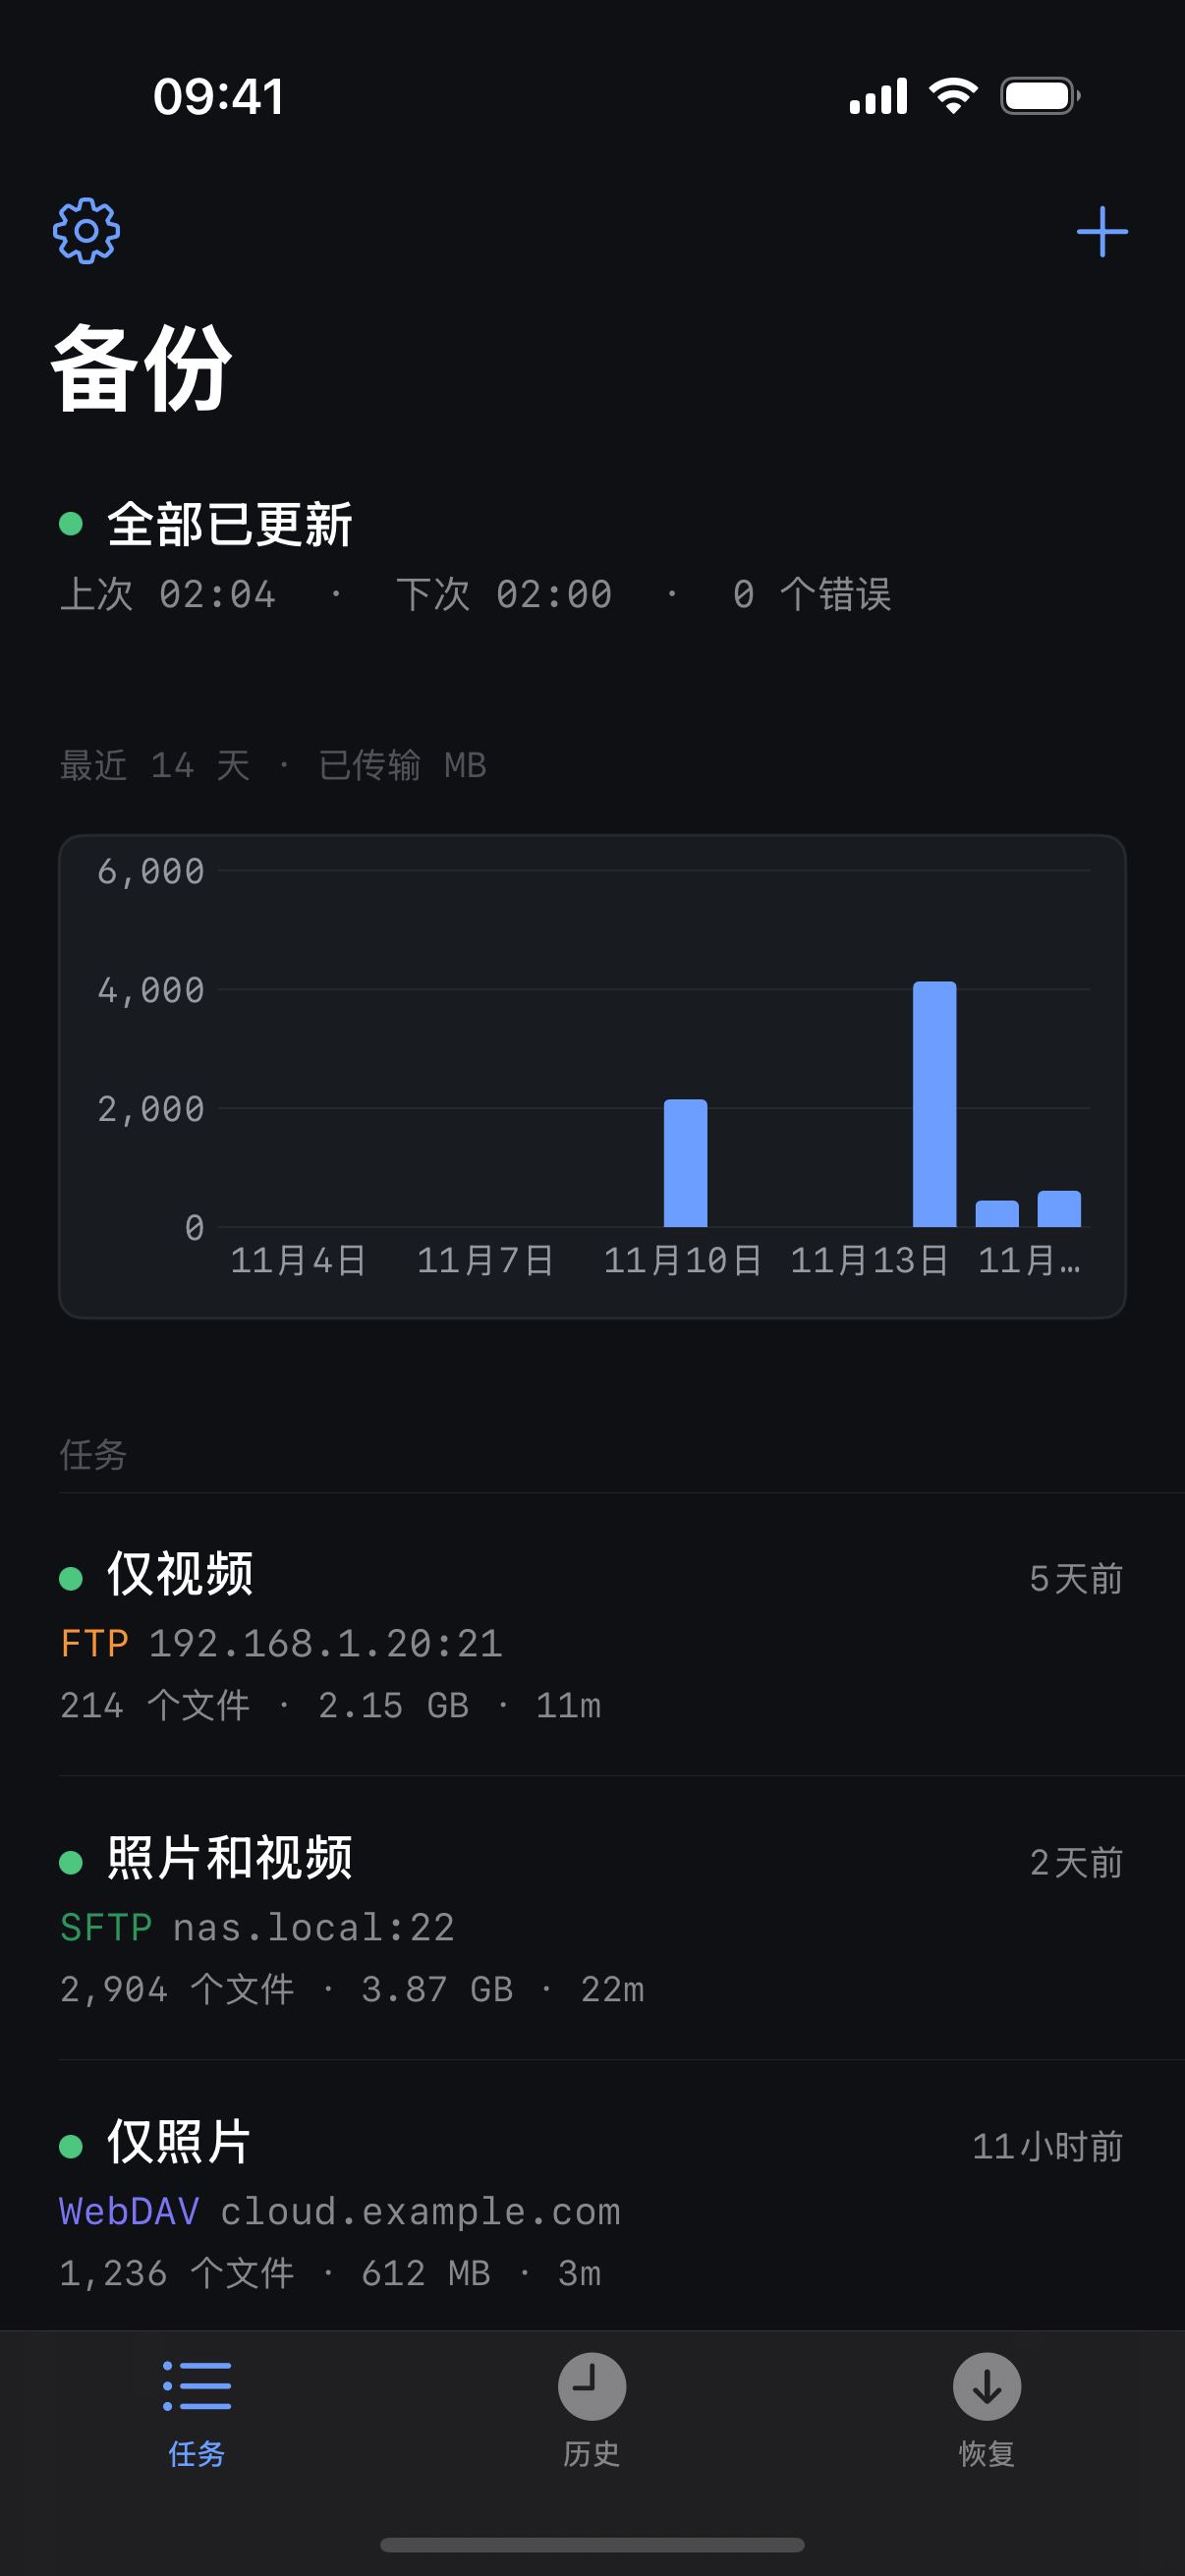 09:41
备份
全部已更新
上次 02:04 · 下次 02:00 · 0 个错误
最近 14 天 · 已传输 MB
6,000
4,000
2,000
0
11月4日 11月7日 11月10日 11月13日 11月…
任务
仅视频 5天前
FTP 192.168.1.20:21
214 个文件 · 2.15 GB · 11m
照片和视频 2天前
SFTP nas.local:22
2,904 个文件 · 3.87 GB · 22m
仅照片 11小时前
WebDAV cloud.example.com
1,236 个文件 · 612 MB · 3m
任务 历史 恢复